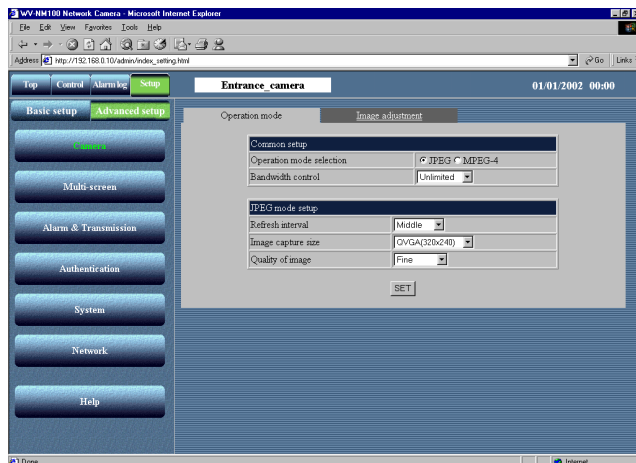 WV-NM100 Network Camera - Microsoft Internet Explorer
File Edit View Favorites Tools Help
Address http://192.168.0.10/admin/index_setting.html Go Links
Top Control Alarm log Setup Entrance_camera 01/01/2002 00:00
Basic setup Advanced setup
Operation mode Image adjustment
Camera
Multi-screen
Alarm & Transmission
Authentication
System
Network
Help
Common setup
Operation mode selection JPEG MPEG-4
Bandwidth control Unlimited
JPEG mode setup
Refresh interval Middle
Image capture size QVGA(320x240)
Quality of image Fine
SET
Done Internet